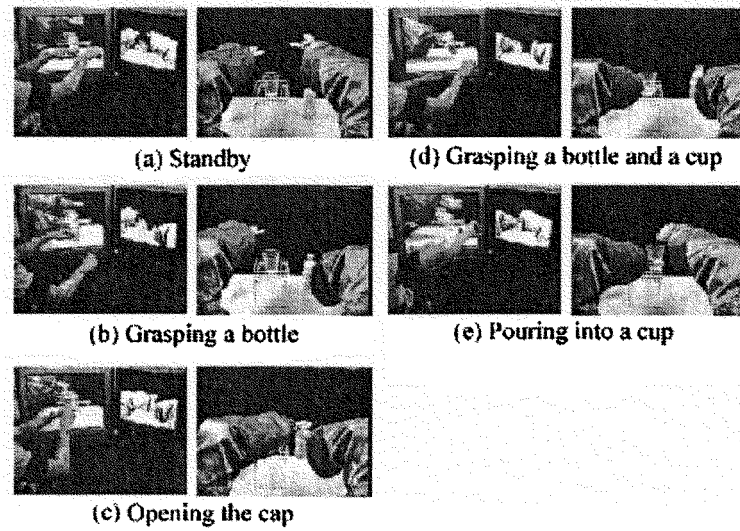 (a) Standby
(d) Grasping a bottle and a cup
(b) Grasping a bottle
(e) Pouring into a cup
(c) Opening the cap